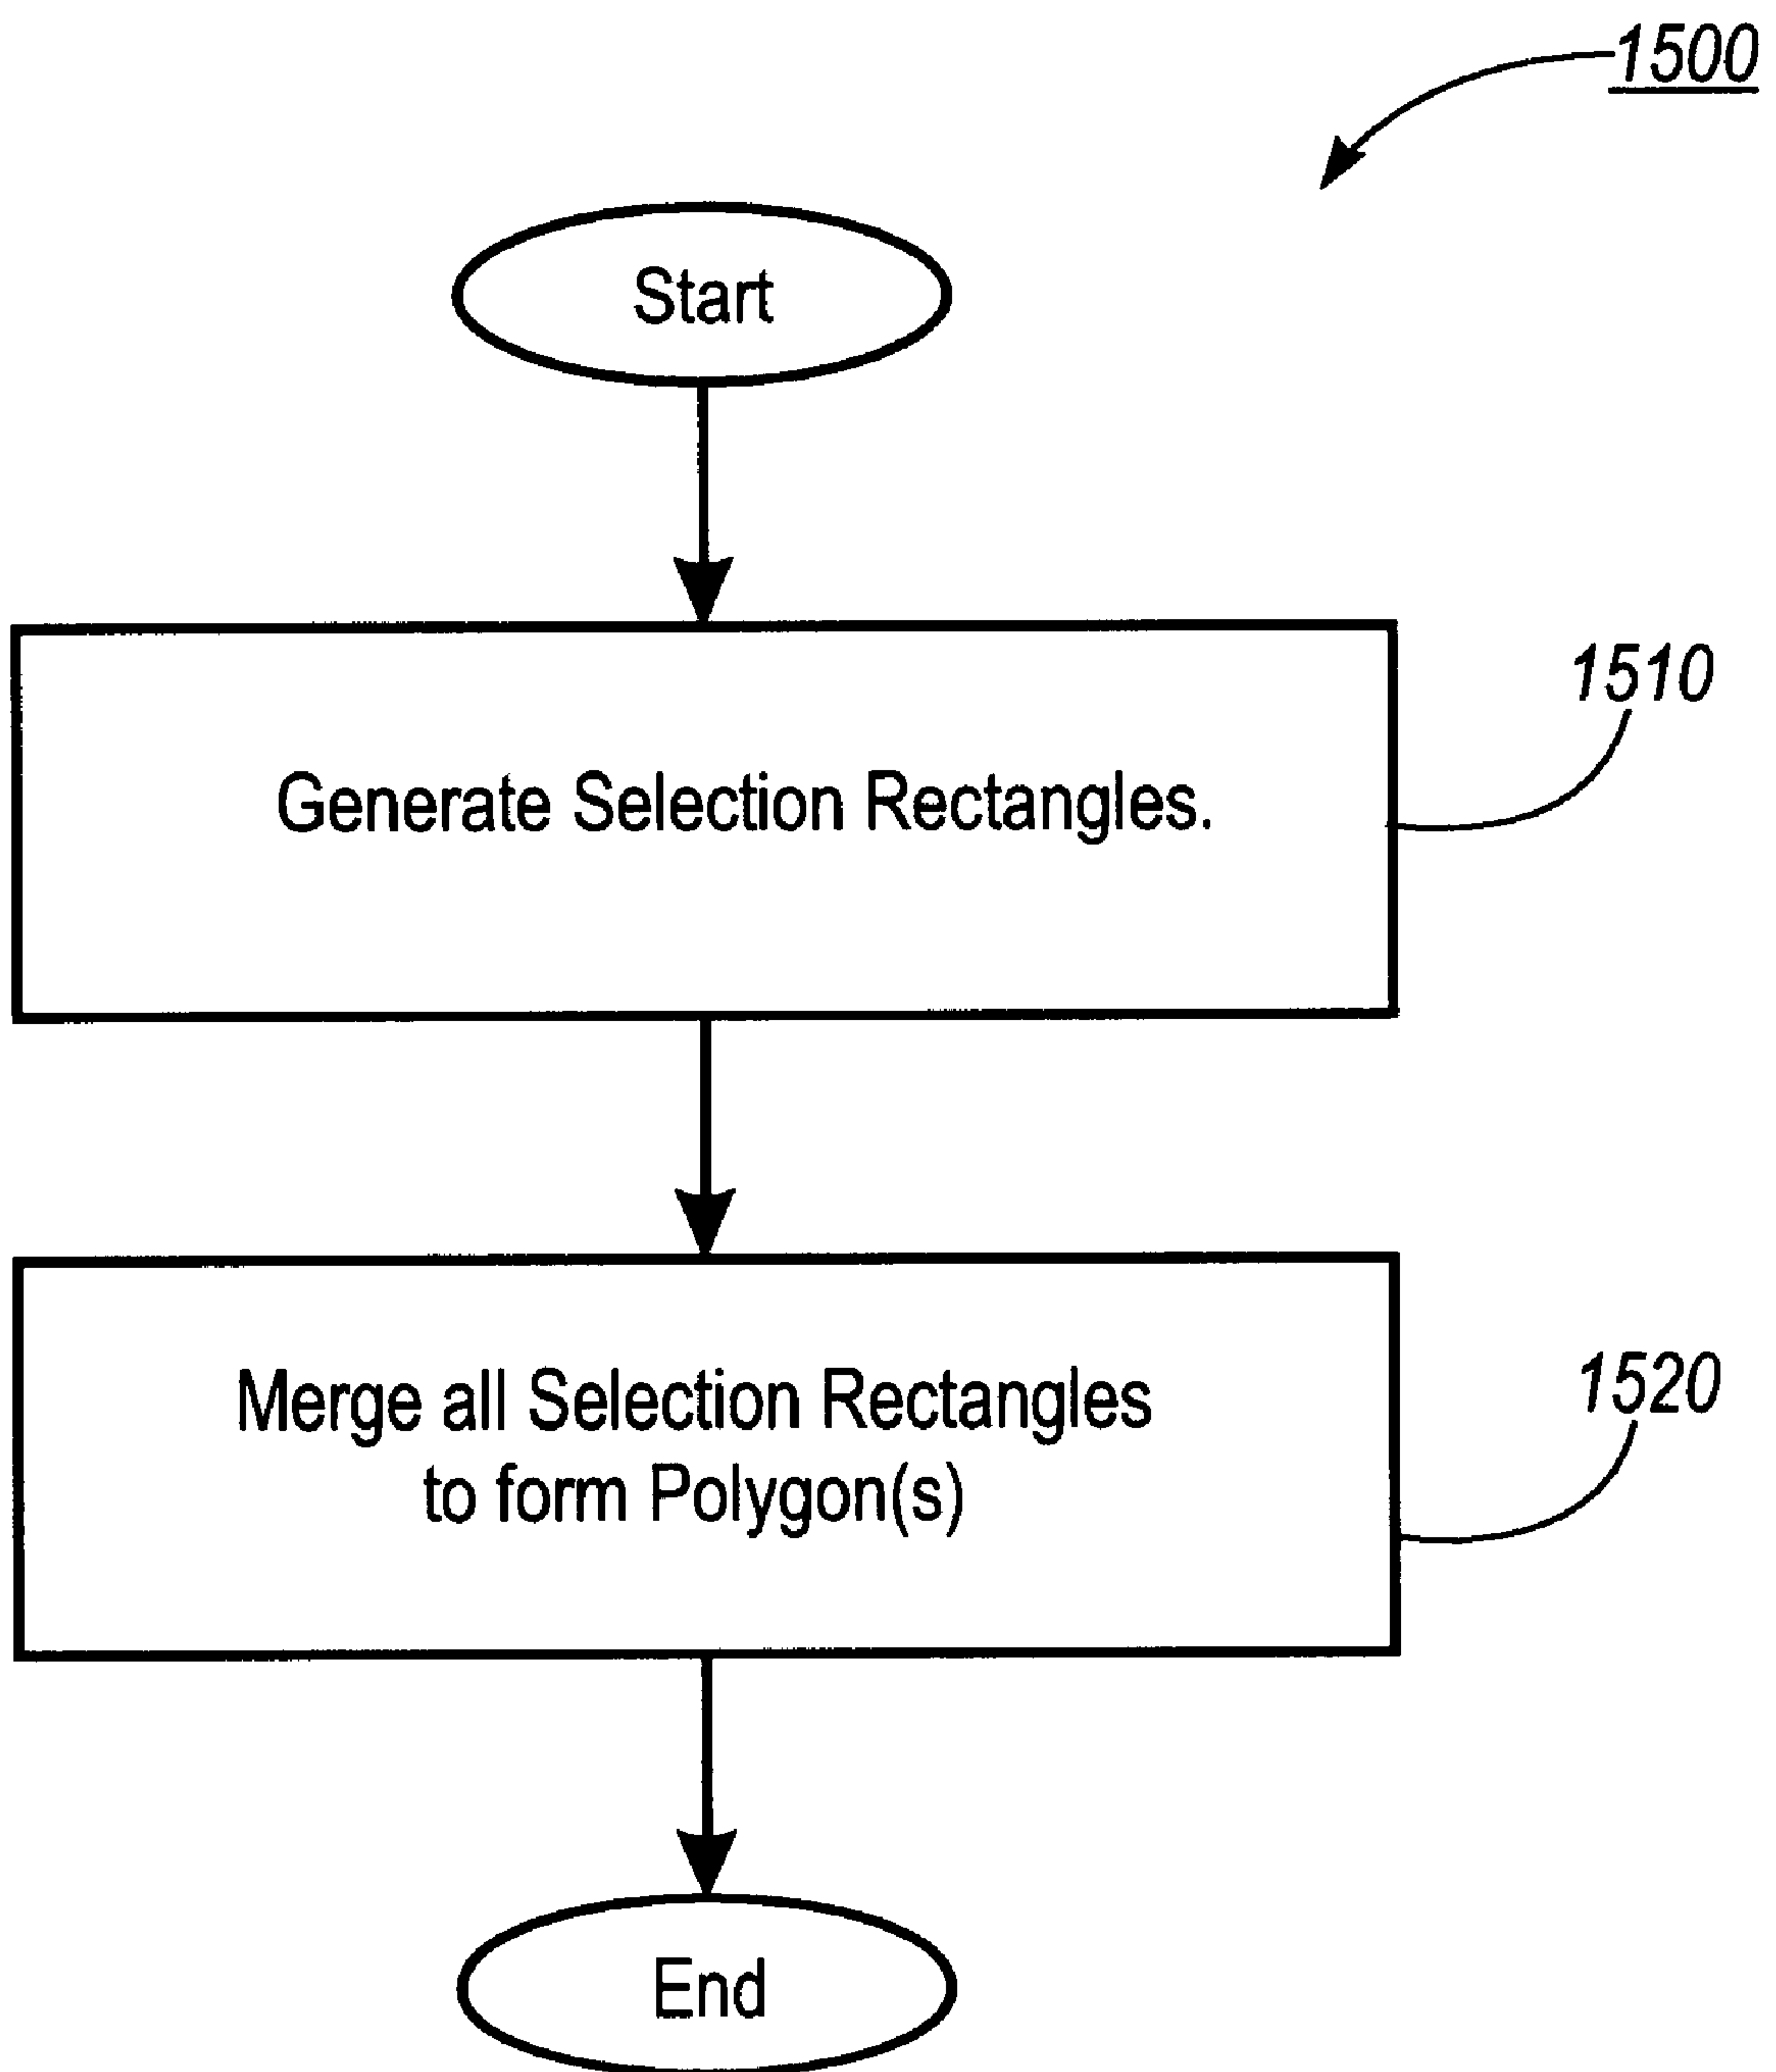 1500
Start
Generate Selection Rectangles.
1510
Merge all Selection Rectangles
to form Polygon(s)
1520
End